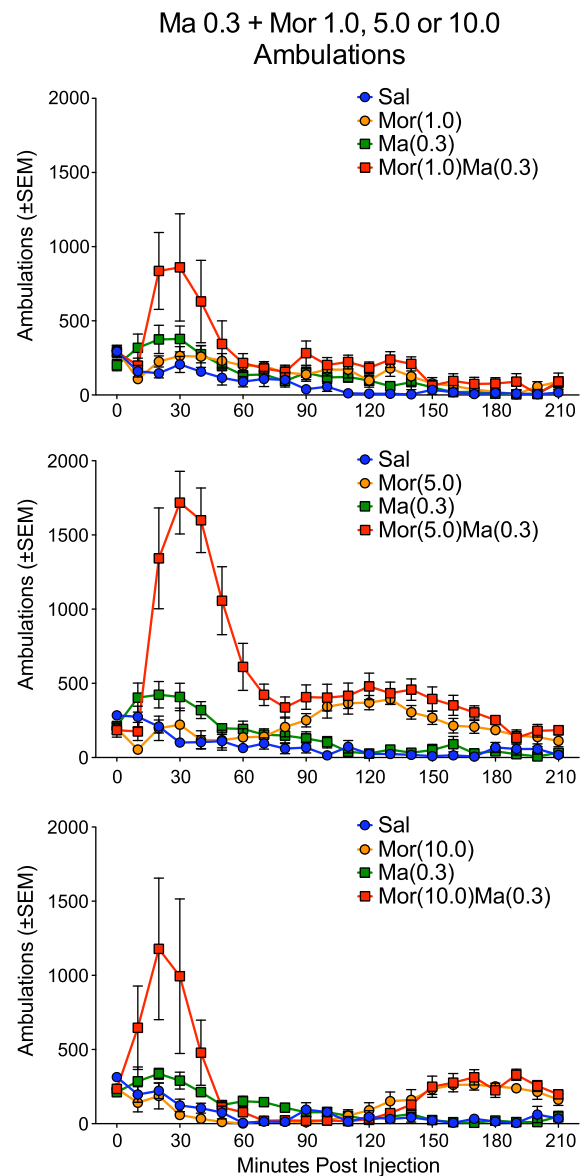 Ma 0.3 + Mor 1.0, 5.0 or 10.0
Ambulations
Ambulations (±SEM)
2000
1500
1000
500
0
Sal
Mor(1.0)
Ma(0.3)
Mor(1.0)Ma(0.3)
0 30 60 90 120 150 180 210
Ambulations (±SEM)
2000
1500
1000
500
0
Sal
Mor(5.0)
Ma(0.3)
Mor(5.0)Ma(0.3)
0 30 60 90 120 150 180 210
Ambulations (±SEM)
2000
1500
1000
500
0
Sal
Mor(10.0)
Ma(0.3)
Mor(10.0)Ma(0.3)
0 30 60 90 120 150 180 210
Minutes Post Injection